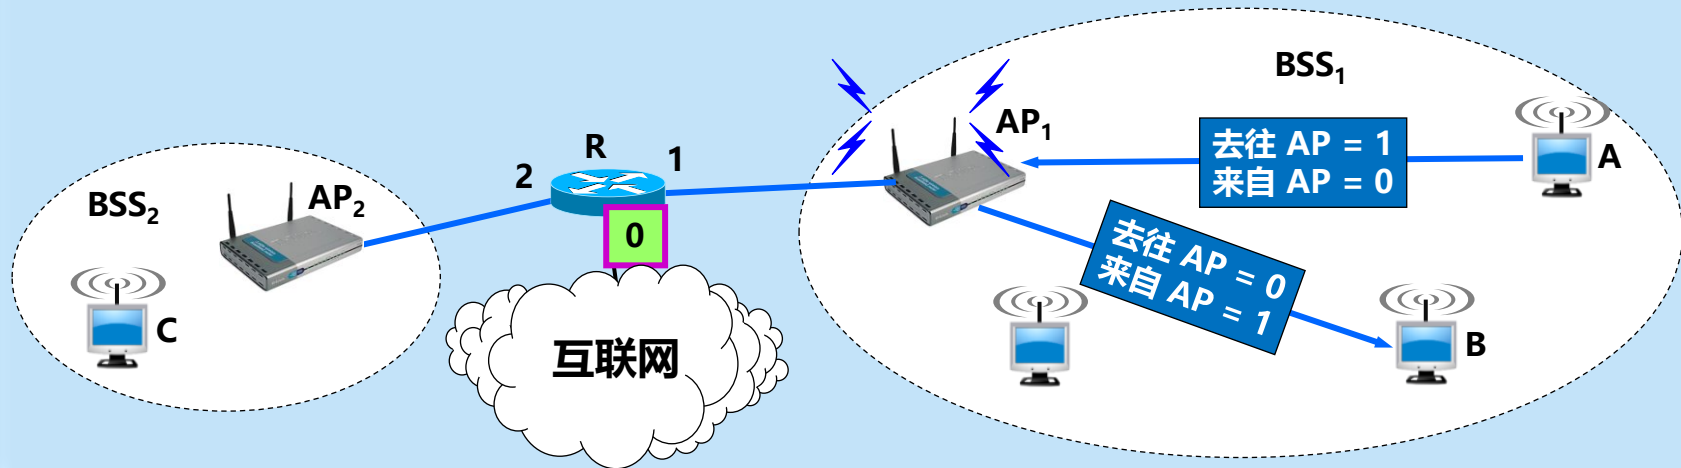 BSS₂
AP₂
C
2
R
1
0
互联网
BSS₁
AP₁
去往 AP = 1
来自 AP = 0
A
去往 AP = 0
来自 AP = 1
B